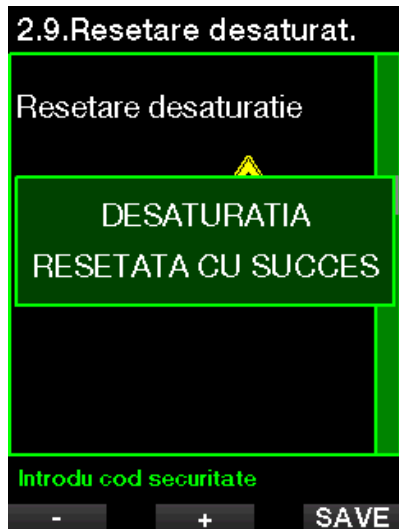 2.9.Resetare desaturat.
Resetare desaturatie
DESATURATIA
RESETATA CU SUCCES
Introdu cod securitate
- + SAVE